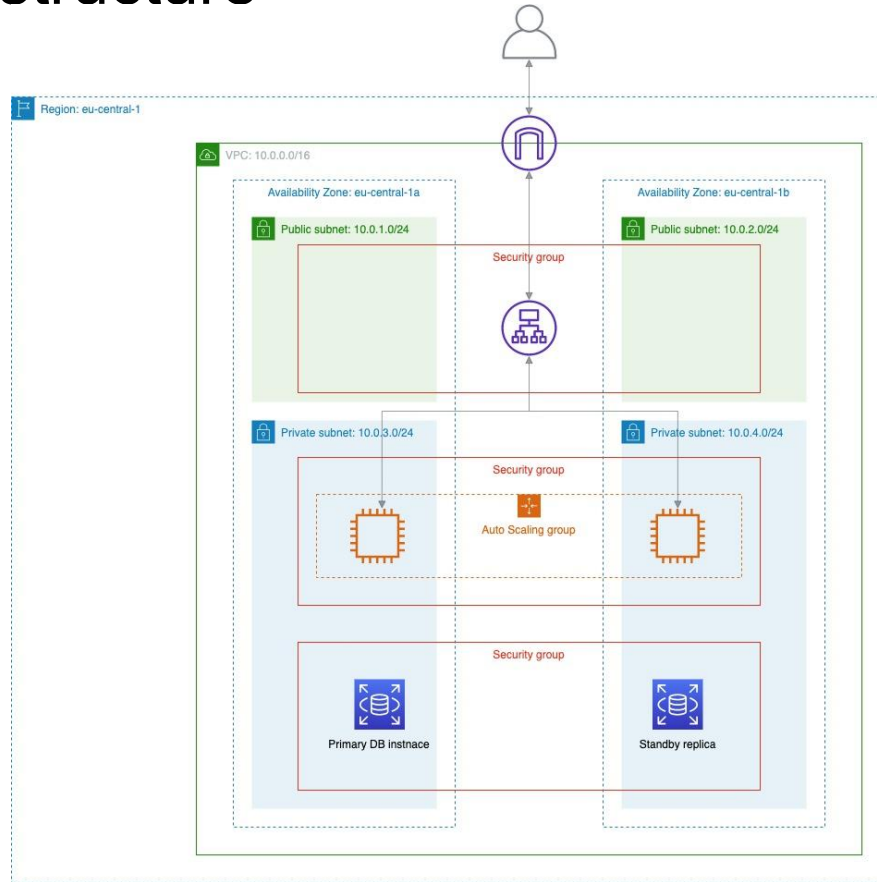 structure
Region: eu-central-1
VPC: 10.0.0.0/16
Availability Zone: eu-central-1a
Availability Zone: eu-central-1b
Public subnet: 10.0.1.0/24
Public subnet: 10.0.2.0/24
Security group
Private subnet: 10.0.3.0/24
Private subnet: 10.0.4.0/24
Security group
Auto Scaling group
Security group
Primary DB instnace
Standby replica